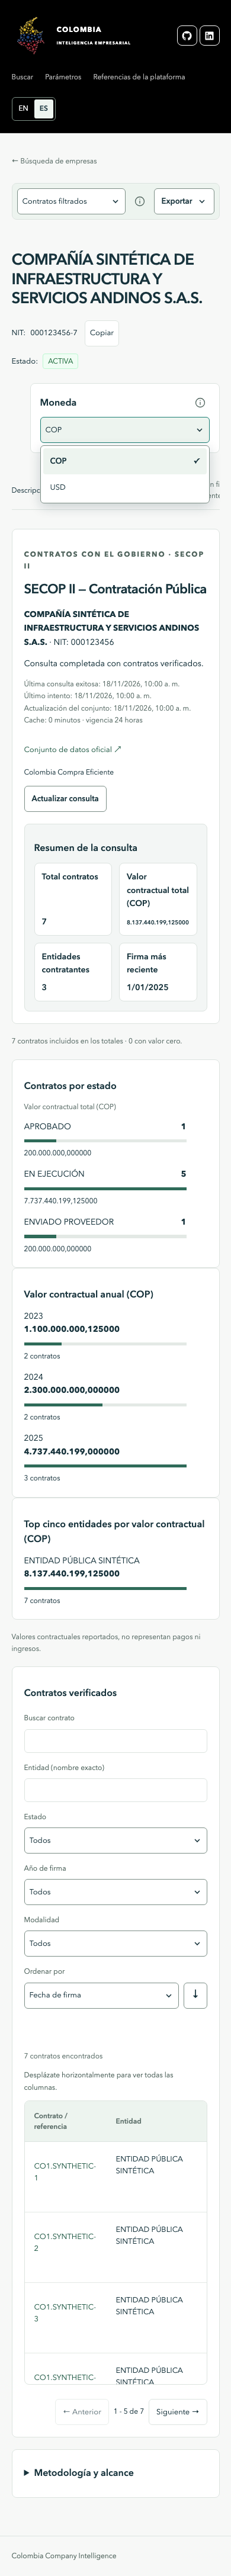 COLOMBIA
INTELIGENCIA EMPRESARIAL
Buscar Parámetros Referencias de la plataforma
EN ES
← Búsqueda de empresas
Contratos filtrados
Exportar
COMPAÑÍA SINTÉTICA DE
INFRAESTRUCTURA Y
SERVICIOS ANDINOS S.A.S.
NIT: 000123456-7 Copiar
Estado: ACTIVA
Moneda
COP
COP ✓
USD
CONTRATOS CON EL GOBIERNO · SECOP
II
SECOP II — Contratación Pública
COMPAÑÍA SINTÉTICA DE
INFRAESTRUCTURA Y SERVICIOS ANDINOS
S.A.S. · NIT: 000123456
Consulta completada con contratos verificados.
Última consulta exitosa: 18/11/2026, 10:00 a. m.
Último intento: 18/11/2026, 10:00 a. m.
Actualización del conjunto: 18/11/2026, 10:00 a. m.
Cache: 0 minutos · vigencia 24 horas
Conjunto de datos oficial ↗
Colombia Compra Eficiente
Actualizar consulta
Resumen de la consulta
Total contratos
7
Valor
contractual total
(COP)
8.137.440.199,125000
Entidades
contratantes
3
Firma más
reciente
1/01/2025
7 contratos incluidos en los totales · 0 con valor cero.
Contratos por estado
Valor contractual total (COP)
APROBADO 1
200.000.000,000000
EN EJECUCIÓN 5
7.737.440.199,125000
ENVIADO PROVEEDOR 1
200.000.000,000000
Valor contractual anual (COP)
2023
1.100.000.000,125000
2 contratos
2024
2.300.000.000,000000
2 contratos
2025
4.737.440.199,000000
3 contratos
Top cinco entidades por valor contractual
(COP)
ENTIDAD PÚBLICA SINTÉTICA
8.137.440.199,125000
7 contratos
Valores contractuales reportados, no representan pagos ni
ingresos.
Contratos verificados
Buscar contrato
Entidad (nombre exacto)
Estado
Todos
Año de firma
Todos
Modalidad
Todos
Ordenar por
Fecha de firma ↓
7 contratos encontrados
Desplázate horizontalmente para ver todas las
columnas.
Contrato /
referencia
Entidad
CO1.SYNTHETIC-
1
ENTIDAD PÚBLICA
SINTÉTICA
CO1.SYNTHETIC-
2
ENTIDAD PÚBLICA
SINTÉTICA
CO1.SYNTHETIC-
3
ENTIDAD PÚBLICA
SINTÉTICA
CO1.SYNTHETIC-
ENTIDAD PÚBLICA
SINTÉTICA
← Anterior 1 - 5 de 7 Siguiente →
▶ Metodología y alcance
Colombia Company Intelligence